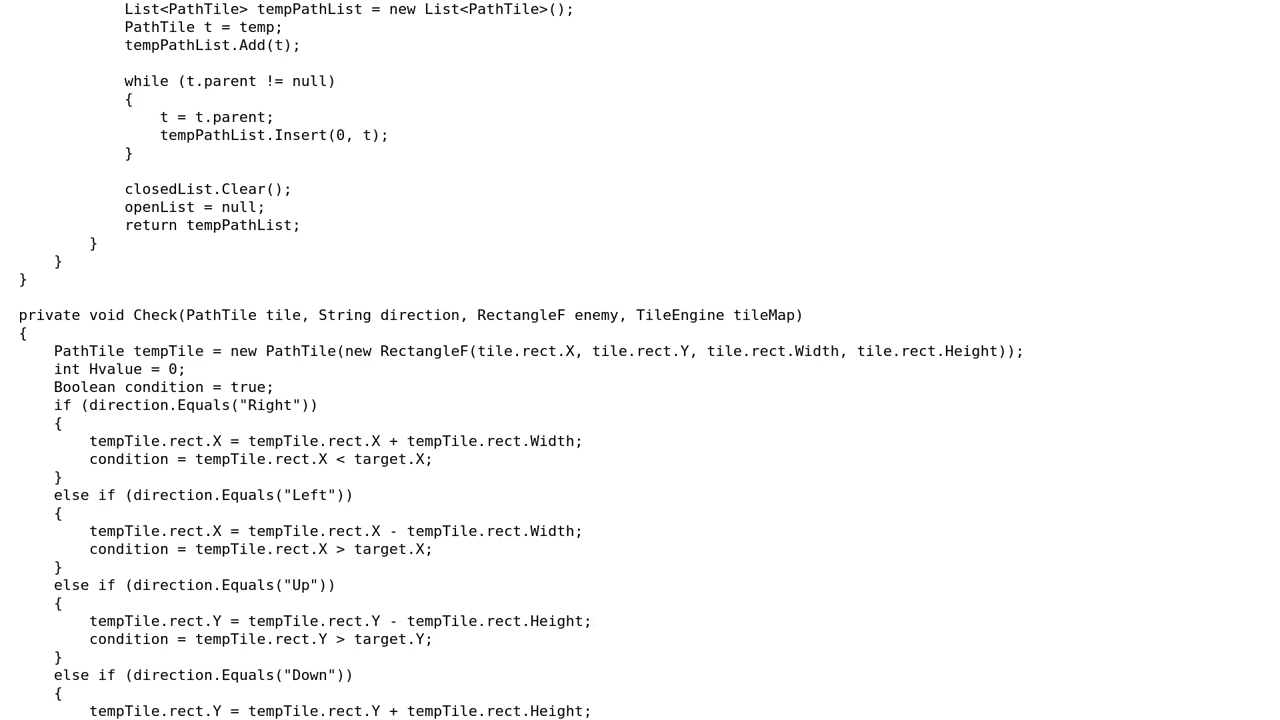 List<PathTile> tempPathList = new List<PathTile>();
PathTile t = temp;
tempPathList.Add(t);
while (t.parent != null)
{
t = t.parent;
tempPathList.Insert(0, t);
}
closedList.Clear();
openList = null;
return tempPathList;
}
}
}
private void Check(PathTile tile, String direction, RectangleF enemy, TileEngine tileMap)
{
PathTile tempTile = new PathTile(new RectangleF(tile.rect.X, tile.rect.Y, tile.rect.Width, tile.rect.Height));
int Hvalue = 0;
Boolean condition = true;
if (direction.Equals("Right"))
{
tempTile.rect.X = tempTile.rect.X + tempTile.rect.Width;
condition = tempTile.rect.X < target.X;
}
else if (direction.Equals("Left"))
{
tempTile.rect.X = tempTile.rect.X - tempTile.rect.Width;
condition = tempTile.rect.X > target.X;
}
else if (direction.Equals("Up"))
{
tempTile.rect.Y = tempTile.rect.Y - tempTile.rect.Height;
condition = tempTile.rect.Y > target.Y;
}
else if (direction.Equals("Down"))
{
tempTile.rect.Y = tempTile.rect.Y + tempTile.rect.Height;